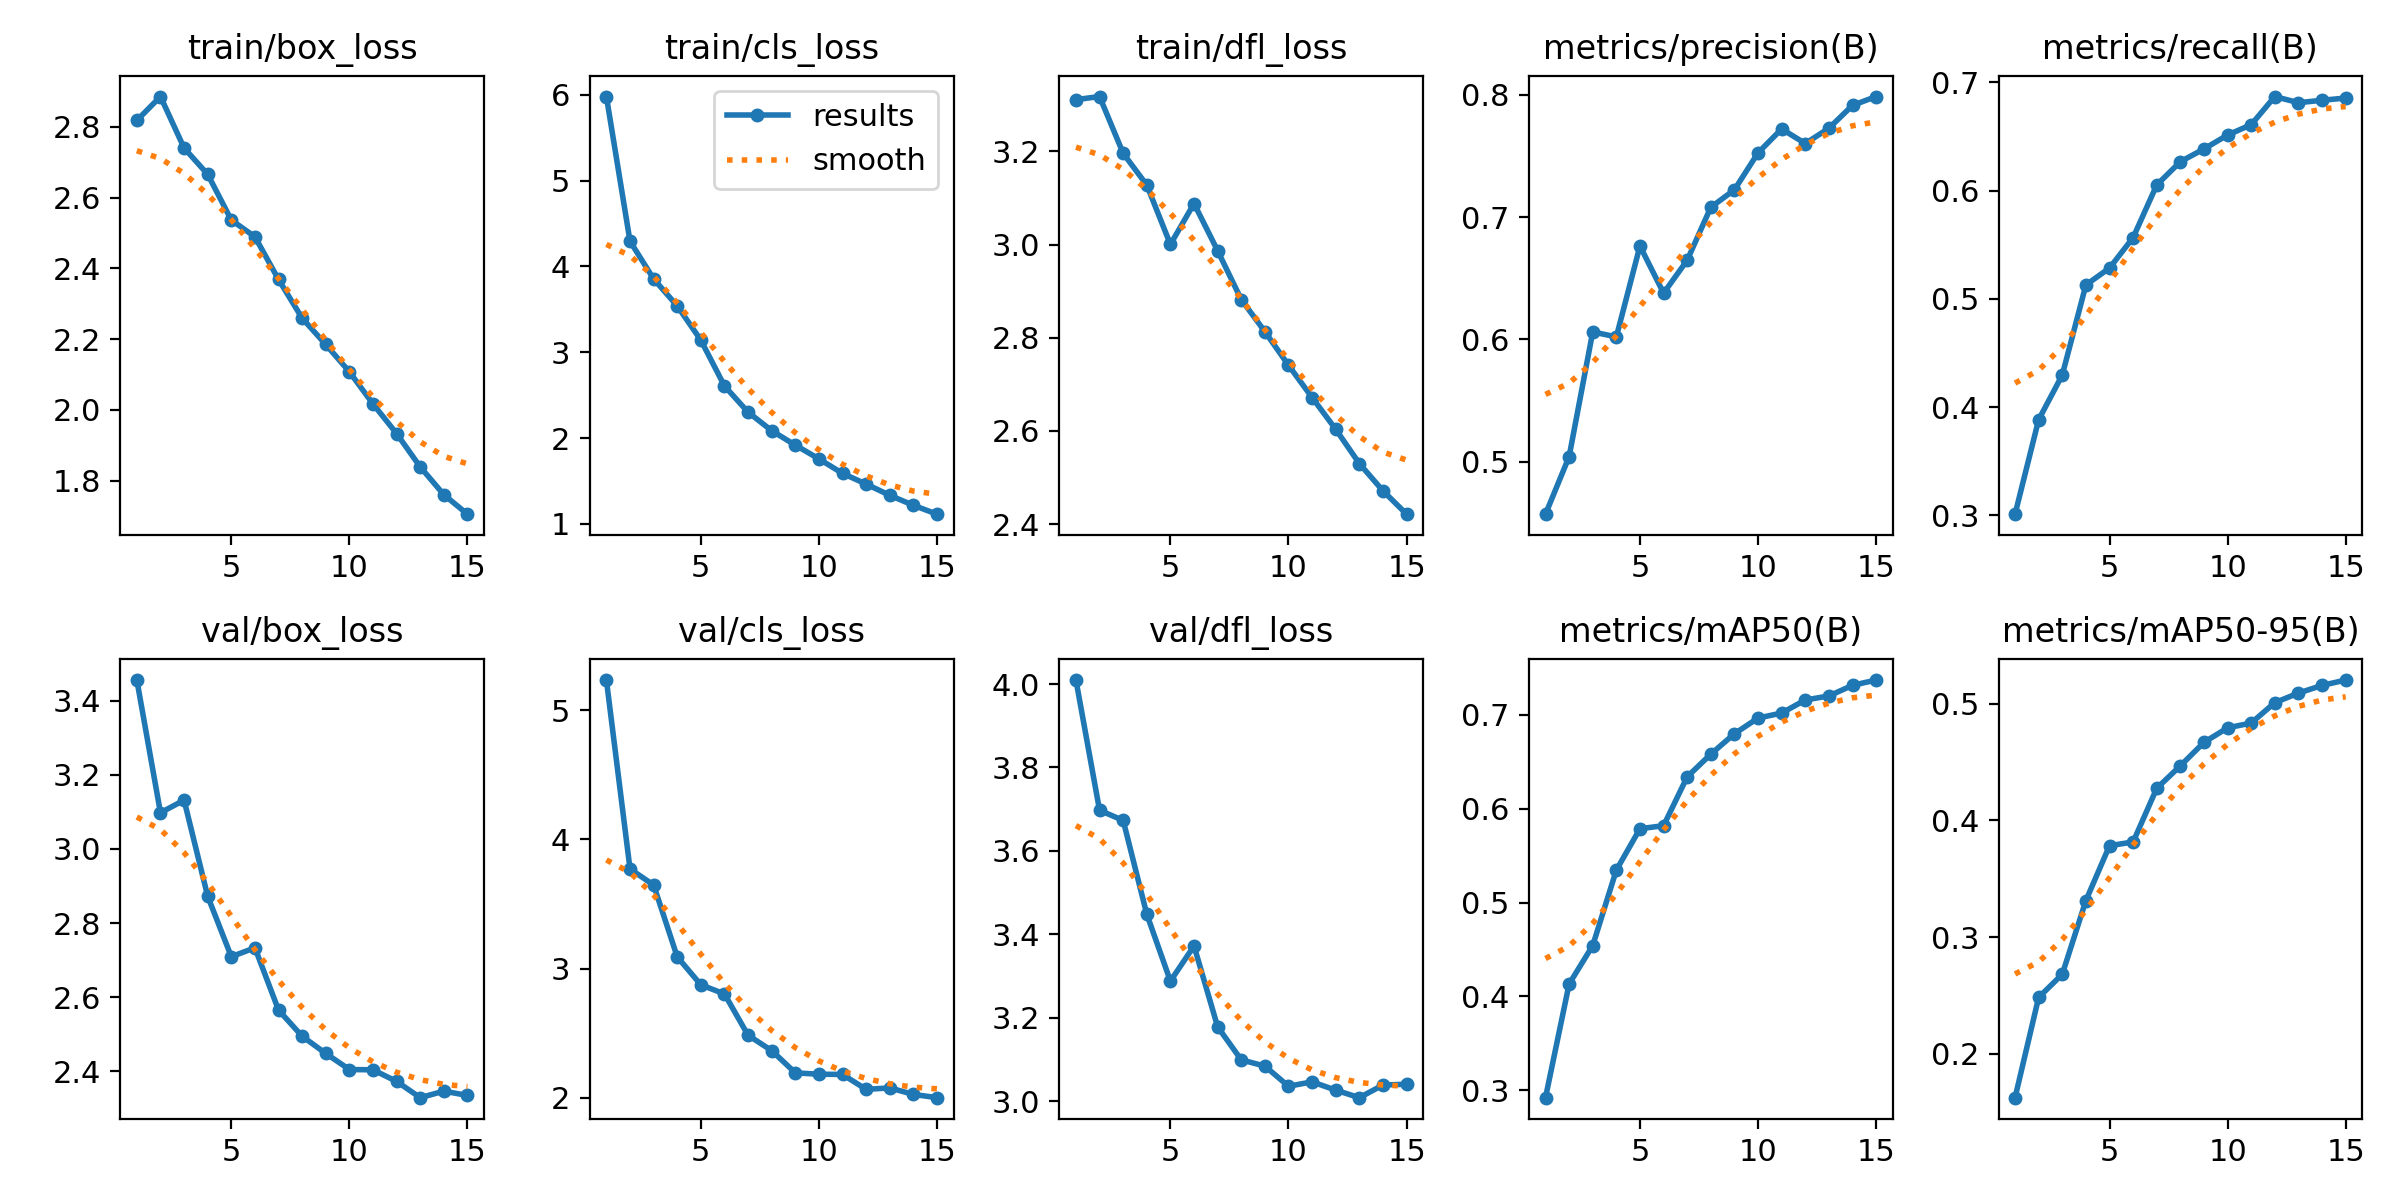 train/box_loss
2.8
2.6
2.4
2.2
2.0
1.8
5 10 15
train/cls_loss
6
5
4
3
2
1
results
smooth
5 10 15
train/dfl_loss
3.2
3.0
2.8
2.6
2.4
5 10 15
metrics/precision(B)
0.8
0.7
0.6
0.5
5 10 15
metrics/recall(B)
0.7
0.6
0.5
0.4
0.3
5 10 15
val/box_loss
3.4
3.2
3.0
2.8
2.6
2.4
5 10 15
val/cls_loss
5
4
3
2
5 10 15
val/dfl_loss
4.0
3.8
3.6
3.4
3.2
3.0
5 10 15
metrics/mAP50(B)
0.7
0.6
0.5
0.4
0.3
5 10 15
metrics/mAP50-95(B)
0.5
0.4
0.3
0.2
5 10 15